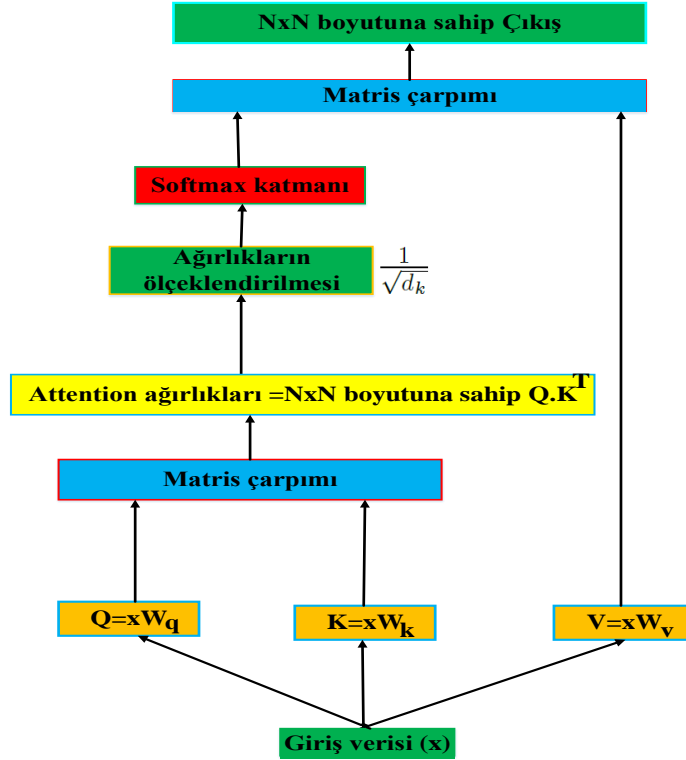 NxN boyutuna sahip Çıkış
Matris çarpımı
Softmax katmanı
Ağırlıkların
ölçeklendirilmesi
1/√d_k
Attention ağırlıkları =NxN boyutuna sahip Q.K^T
Matris çarpımı
Q=xW_q
K=xW_k
V=xW_v
Giriş verisi (x)